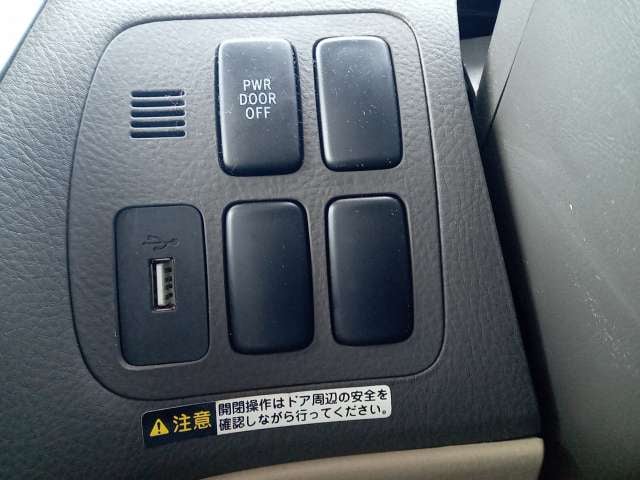 PWR
DOOR
OFF
注意
開閉操作はドア周辺の安全を
確認しながら行ってください。